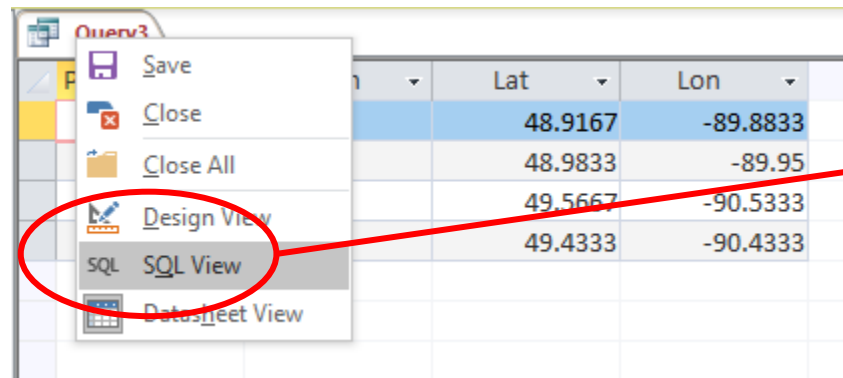 Query3
Save
Lat Lon
Close
48.9167 -89.8833
Close All
48.9833 -89.95
Design View
49.5667 -90.5333
SQL SQL View
49.4333 -90.4333
Datasheet View